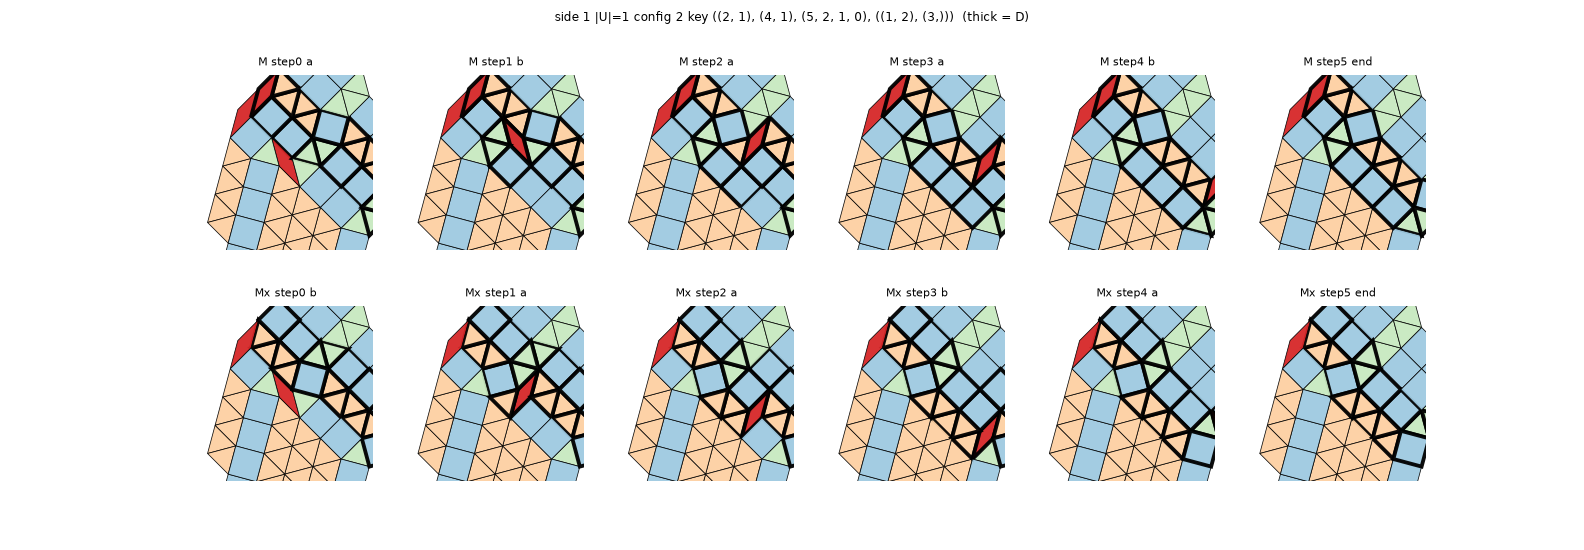 side 1 |U|=1 config 2 key ((2, 1), (4, 1), (5, 2, 1, 0), ((1, 2), (3,)))  (thick = D)
M step0 a
M step1 b
M step2 a
M step3 a
M step4 b
M step5 end
Mx step0 b
Mx step1 a
Mx step2 a
Mx step3 b
Mx step4 a
Mx step5 end